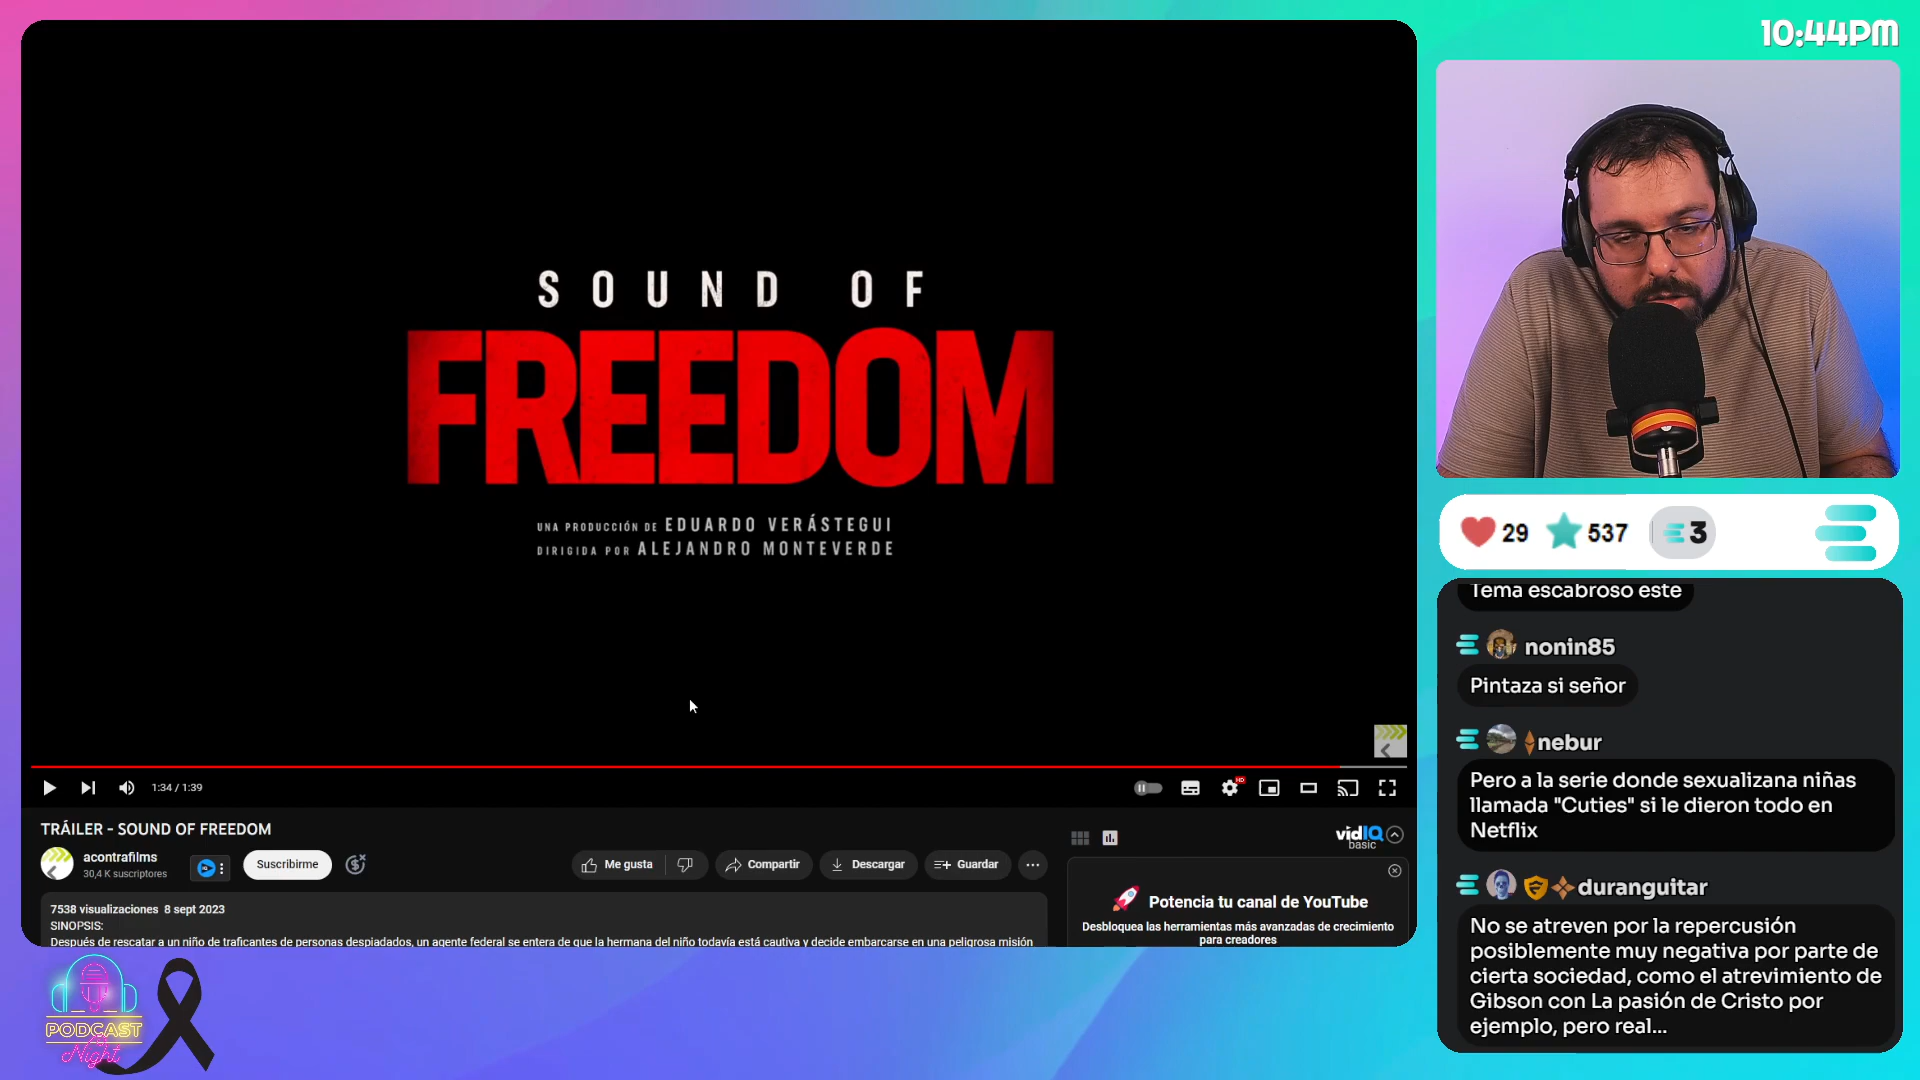 10:44PM
SOUND OF
FREEDOM
UNA PRODUCCIÓN DE EDUARDO VERÁSTEGUI
DIRIGIDA POR ALEJANDRO MONTEVERDE
1:34 / 1:39
HD
TRÁILER - SOUND OF FREEDOM
acontrafilms
30,4 K suscriptores
Suscribirme
Me gusta
Compartir
Descargar
Guardar
7538 visualizaciones 8 sept 2023
SINOPSIS:
Después de rescatar a un niño de traficantes de personas despiadados, un agente federal se entera de que la hermana del niño todavía está cautiva y decide embarcarse en una peligrosa misión
vidIQ
basic
Potencia tu canal de YouTube
Desbloquea las herramientas más avanzadas de crecimiento
para creadores
29
537
3
Tema escabroso este
nonin85
Pintaza si señor
nebur
Pero a la serie donde sexualizana niñas
llamada "Cuties" si le dieron todo en
Netflix
duranguitar
No se atreven por la repercusión
posiblemente muy negativa por parte de
cierta sociedad, como el atrevimiento de
Gibson con La pasión de Cristo por
ejemplo, pero real...
PODCAST
Night